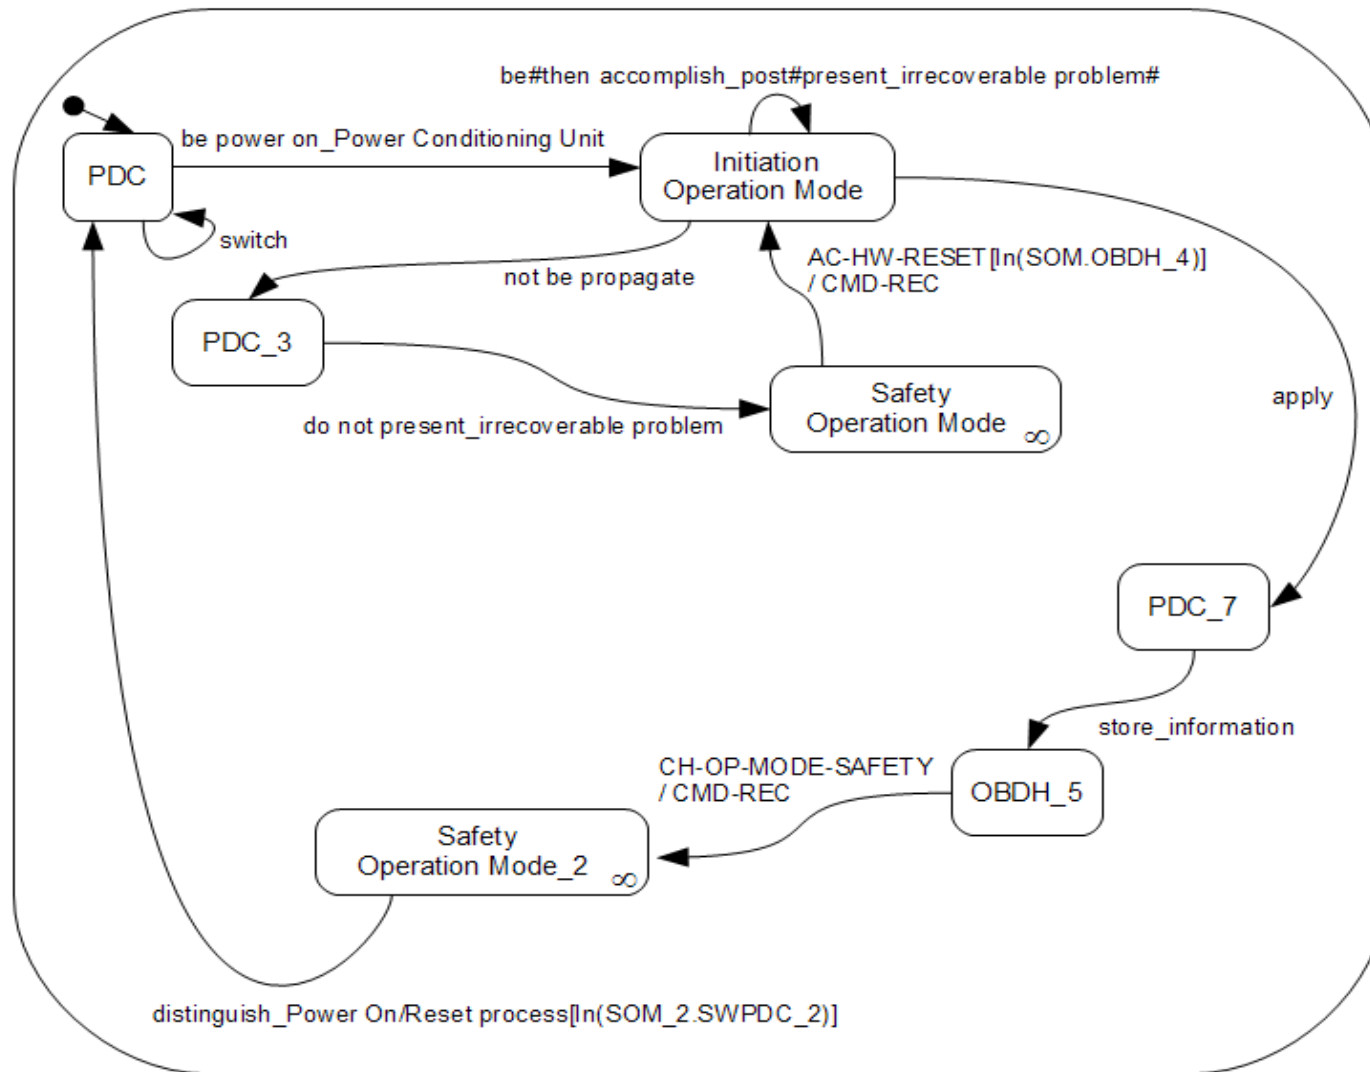 be#then accomplish_post#present_irrecoverable problem#
be power on_Power Conditioning Unit
PDC
Initiation
Operation Mode
switch
AC-HW-RESET[In(SOM.OBDH_4)]
/ CMD-REC
not be propagate
PDC_3
Safety
Operation Mode
∞
apply
do not present_irrecoverable problem
PDC_7
store_information
CH-OP-MODE-SAFETY
/ CMD-REC
OBDH_5
Safety
Operation Mode_2
∞
distinguish_Power On/Reset process[In(SOM_2.SWPDC_2)]